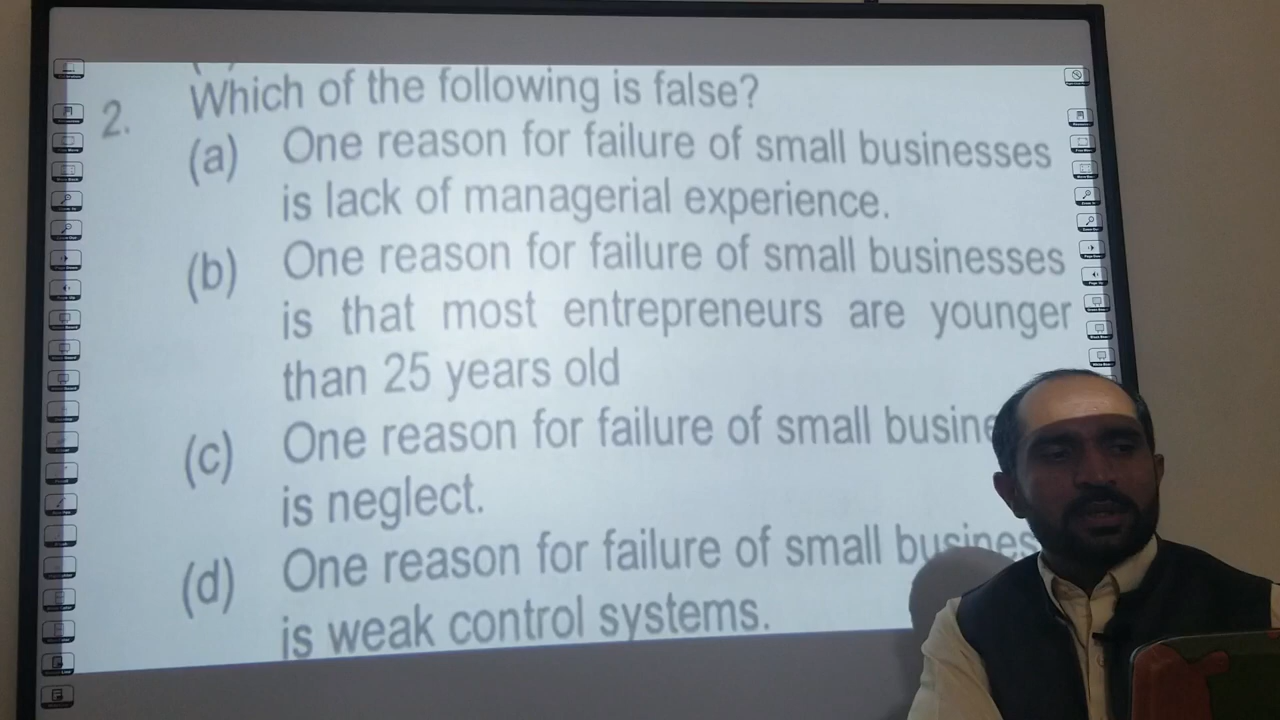 2. Which of the following is false?
(a) One reason for failure of small businesses
is lack of managerial experience.
(b) One reason for failure of small businesses
is that most entrepreneurs are younger
than 25 years old
(c) One reason for failure of small busine
is neglect.
(d) One reason for failure of small busines
is weak control systems.